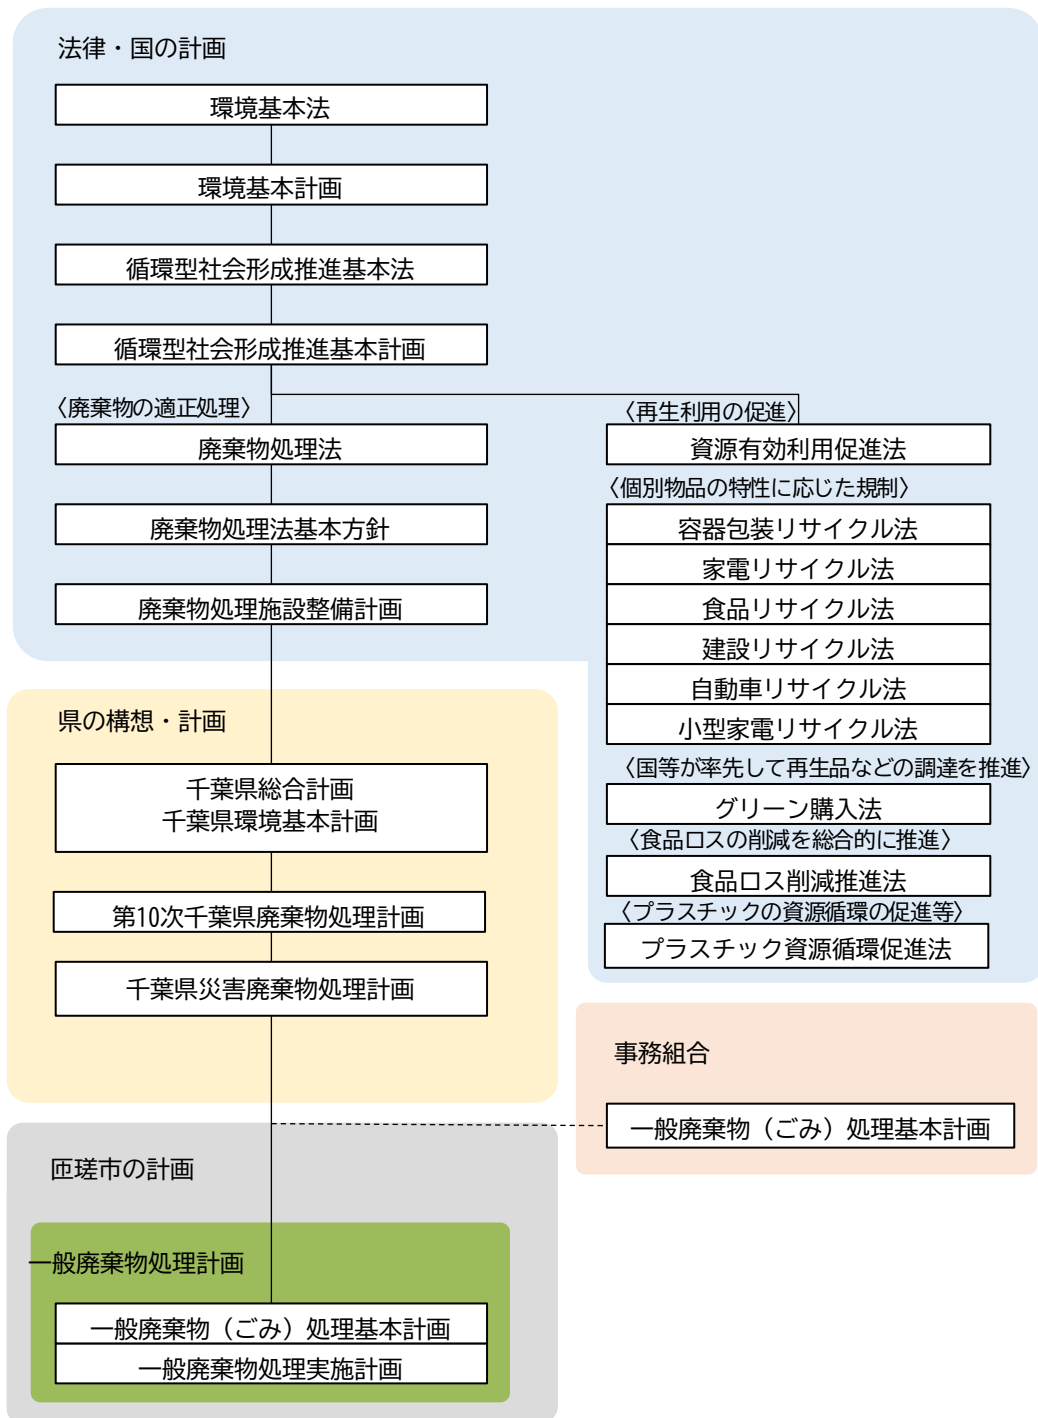 法律・国の計画
環境基本法
環境基本計画
循環型社会形成推進基本法
循環型社会形成推進基本計画
〈廃棄物の適正処理〉
廃棄物処理法
廃棄物処理法基本方針
廃棄物処理施設整備計画
〈再生利用の促進〉
資源有効利用促進法
〈個別物品の特性に応じた規制〉
容器包装リサイクル法
家電リサイクル法
食品リサイクル法
建設リサイクル法
自動車リサイクル法
小型家電リサイクル法
〈国等が率先して再生品などの調達を推進〉
グリーン購入法
〈食品ロスの削減を総合的に推進〉
食品ロス削減推進法
〈プラスチックの資源循環の促進等〉
プラスチック資源循環促進法
県の構想・計画
千葉県総合計画
千葉県環境基本計画
第10次千葉県廃棄物処理計画
千葉県災害廃棄物処理計画
事務組合
一般廃棄物（ごみ）処理基本計画
匝瑳市の計画
一般廃棄物処理計画
一般廃棄物（ごみ）処理基本計画
一般廃棄物処理実施計画